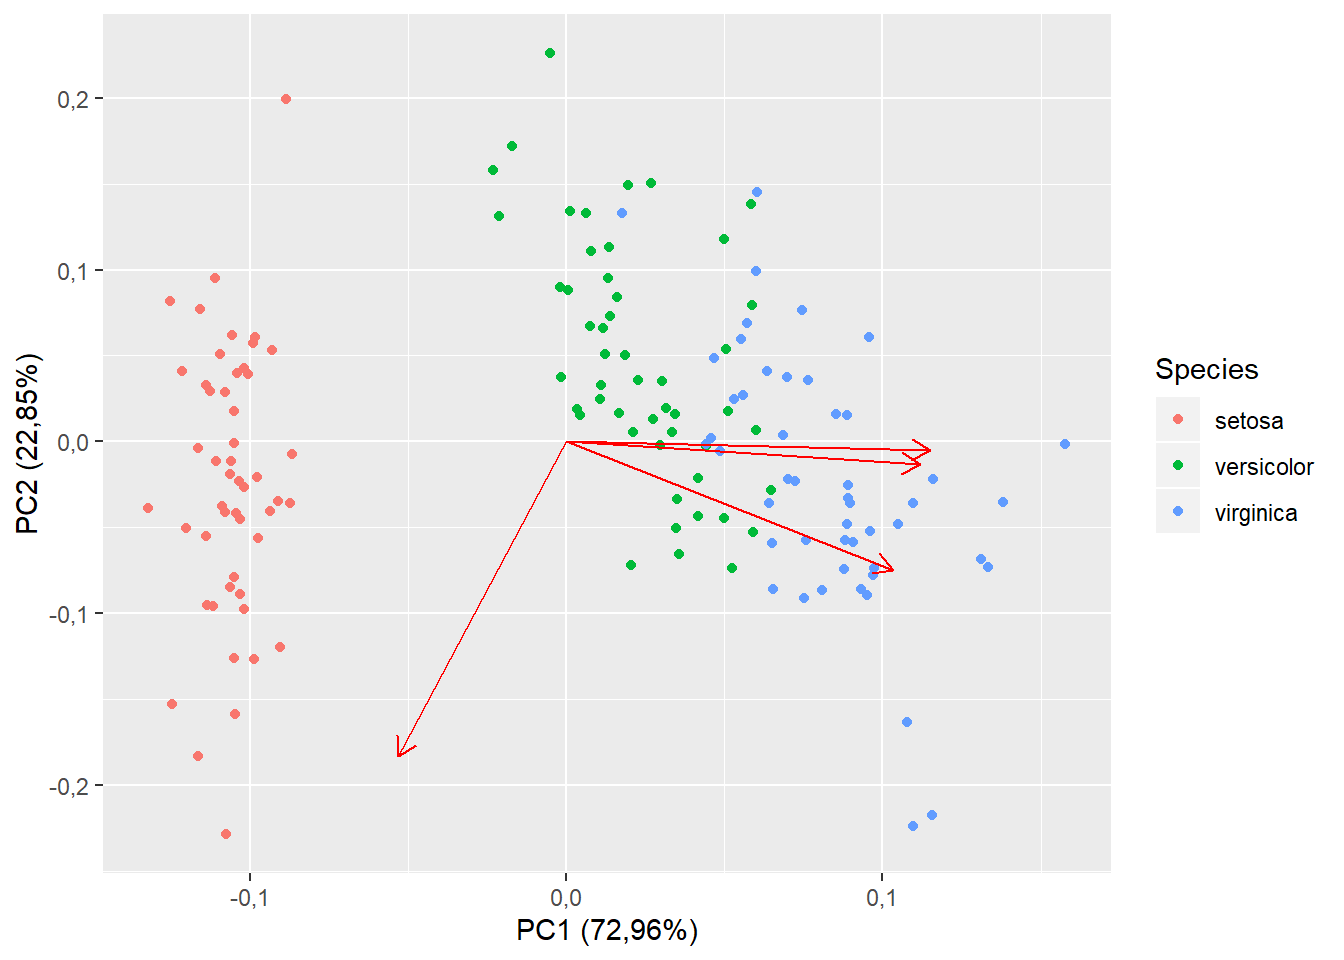 0,2
0,1
0,0
-0,1
-0,2
PC2 (22,85%)
-0,1
0,0
0,1
PC1 (72,96%)
Species
setosa
versicolor
virginica